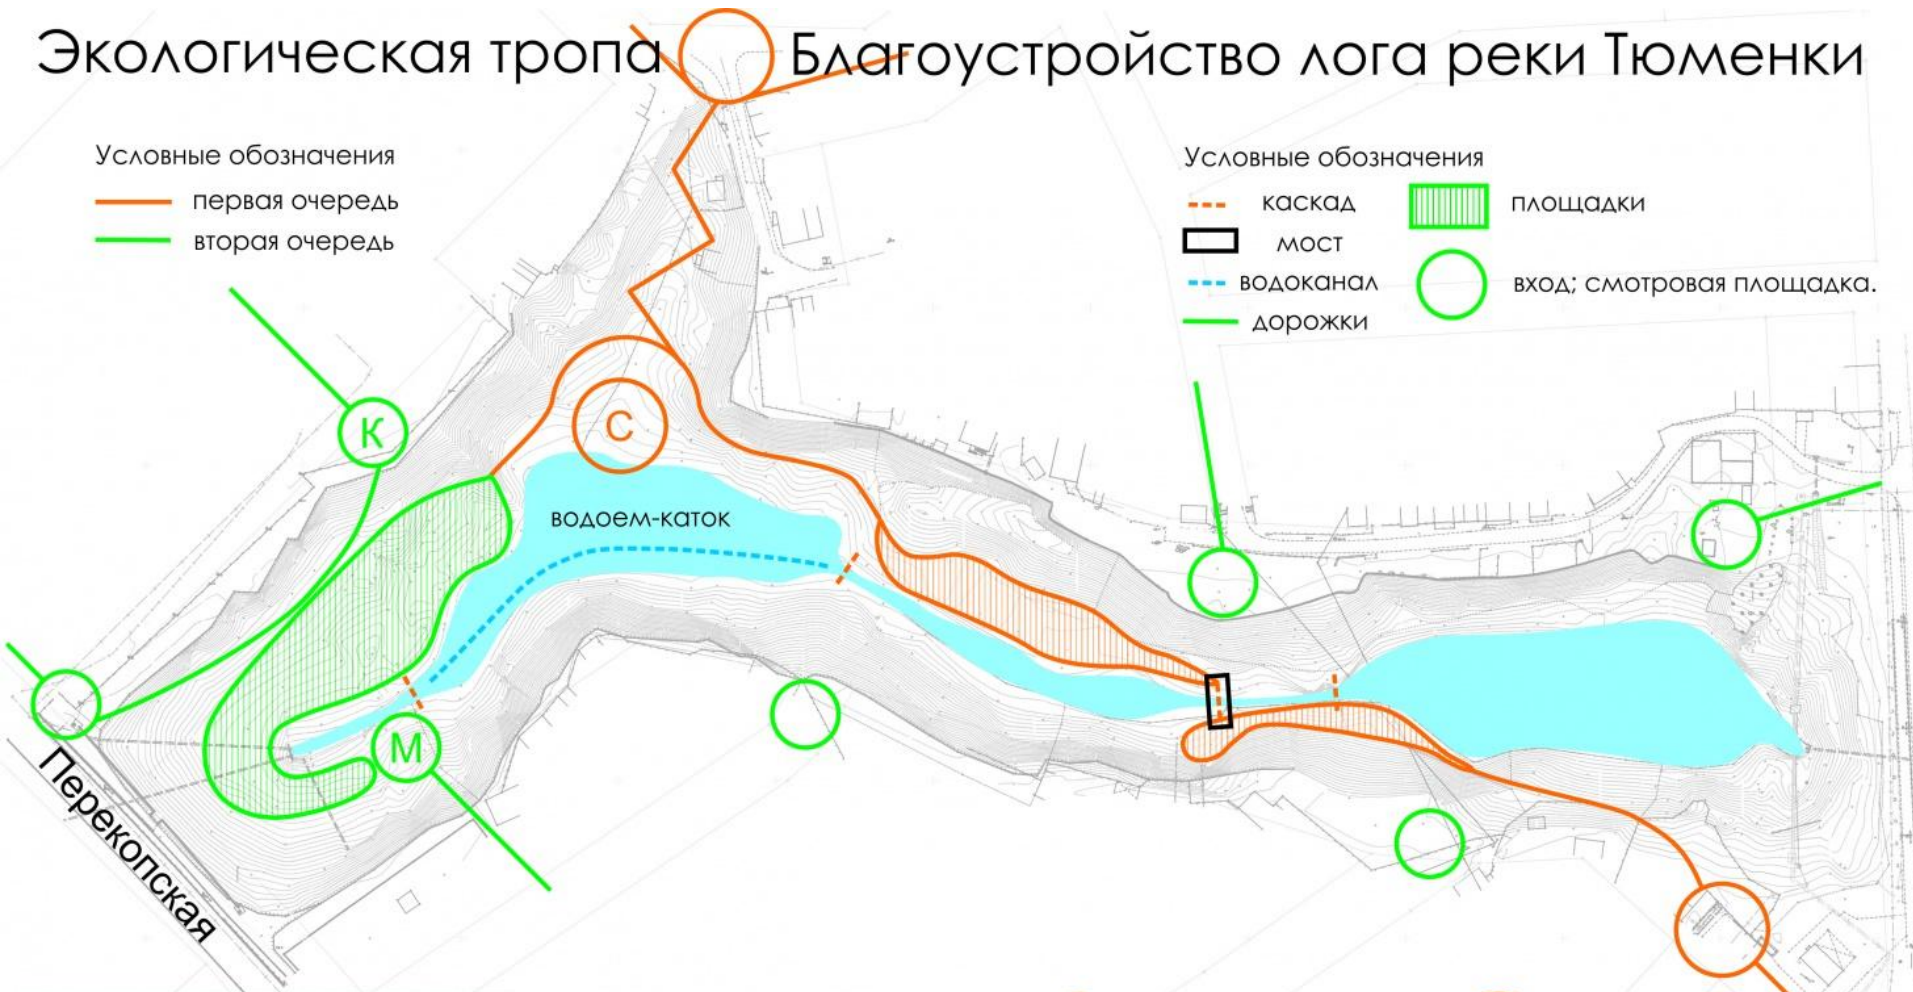 Экологическая тропа
Благоустройство лога реки Тюменки
Условные обозначения
первая очередь
вторая очередь
Условные обозначения
каскад
площадки
мост
водоканал
вход; смотровая площадка.
дорожки
К
С
водоем-каток
М
Перекопская